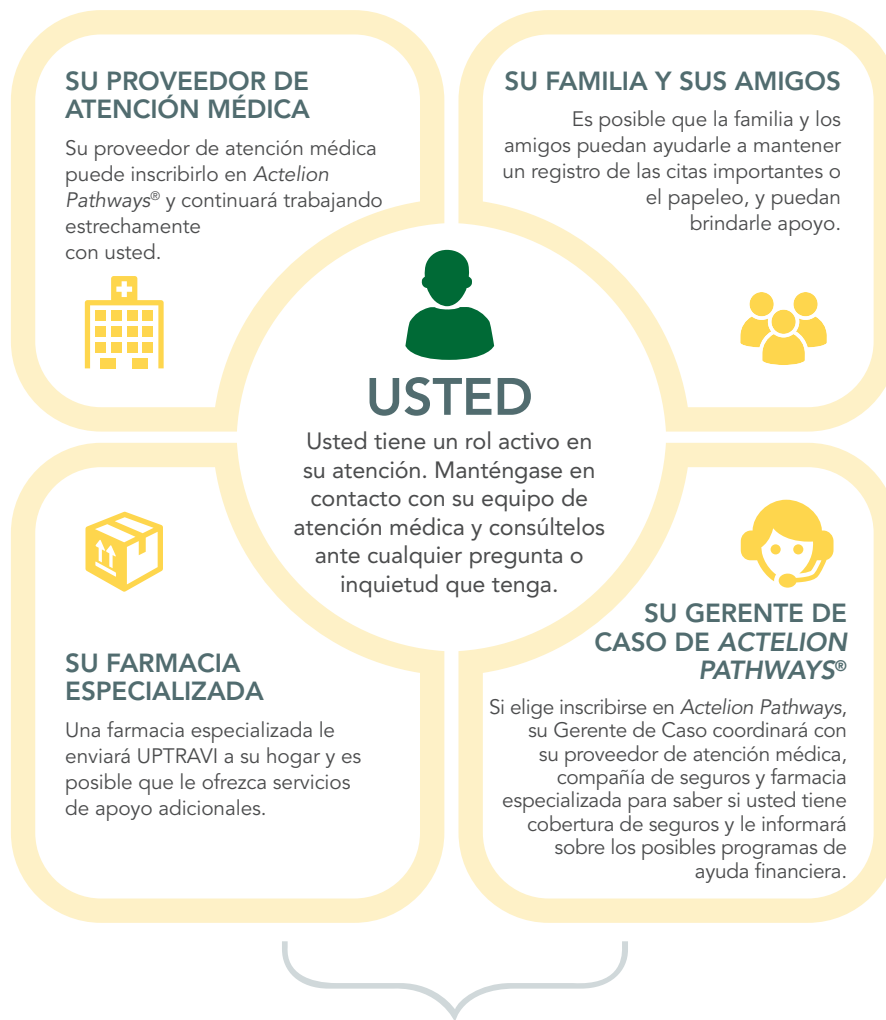 SU PROVEEDOR DE
ATENCIÓN MÉDICA
Su proveedor de atención médica
puede inscribirlo en Actelion
Pathways® y continuará trabajando
estrechamente
con usted.
SU FAMILIA Y SUS AMIGOS
Es posible que la familia y los
amigos puedan ayudarle a mantener
un registro de las citas importantes o
el papeleo, y puedan
brindarle apoyo.
USTED
Usted tiene un rol activo en
su atención. Manténgase en
contacto con su equipo de
atención médica y consúltelos
ante cualquier pregunta o
inquietud que tenga.
SU FARMACIA
ESPECIALIZADA
Una farmacia especializada le
enviará UPTRAVI a su hogar y es
posible que le ofrezca servicios
de apoyo adicionales.
SU GERENTE DE
CASO DE ACTELION
PATHWAYS®
Si elige inscribirse en Actelion Pathways,
su Gerente de Caso coordinará con
su proveedor de atención médica,
compañía de seguros y farmacia
especializada para saber si usted tiene
cobertura de seguros y le informará
sobre los posibles programas de
ayuda financiera.